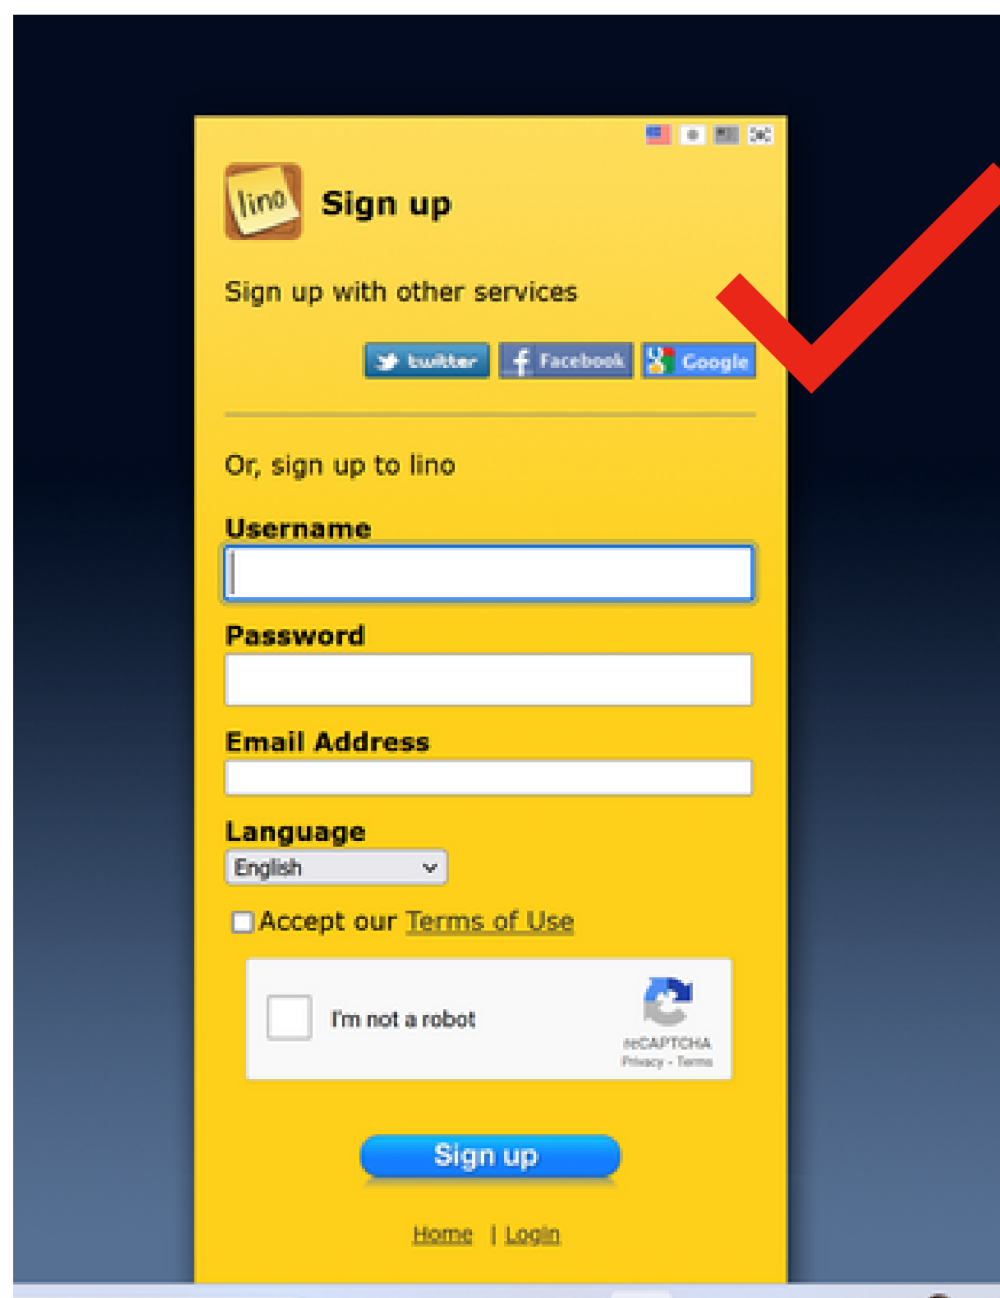 lino
Sign up
Sign up with other services
twitter Facebook Google
Or, sign up to lino
Username
Password
Email Address
Language
English
Accept our Terms of Use
I'm not a robot
reCAPTCHA
Privacy - Terms
Sign up
Home | Login